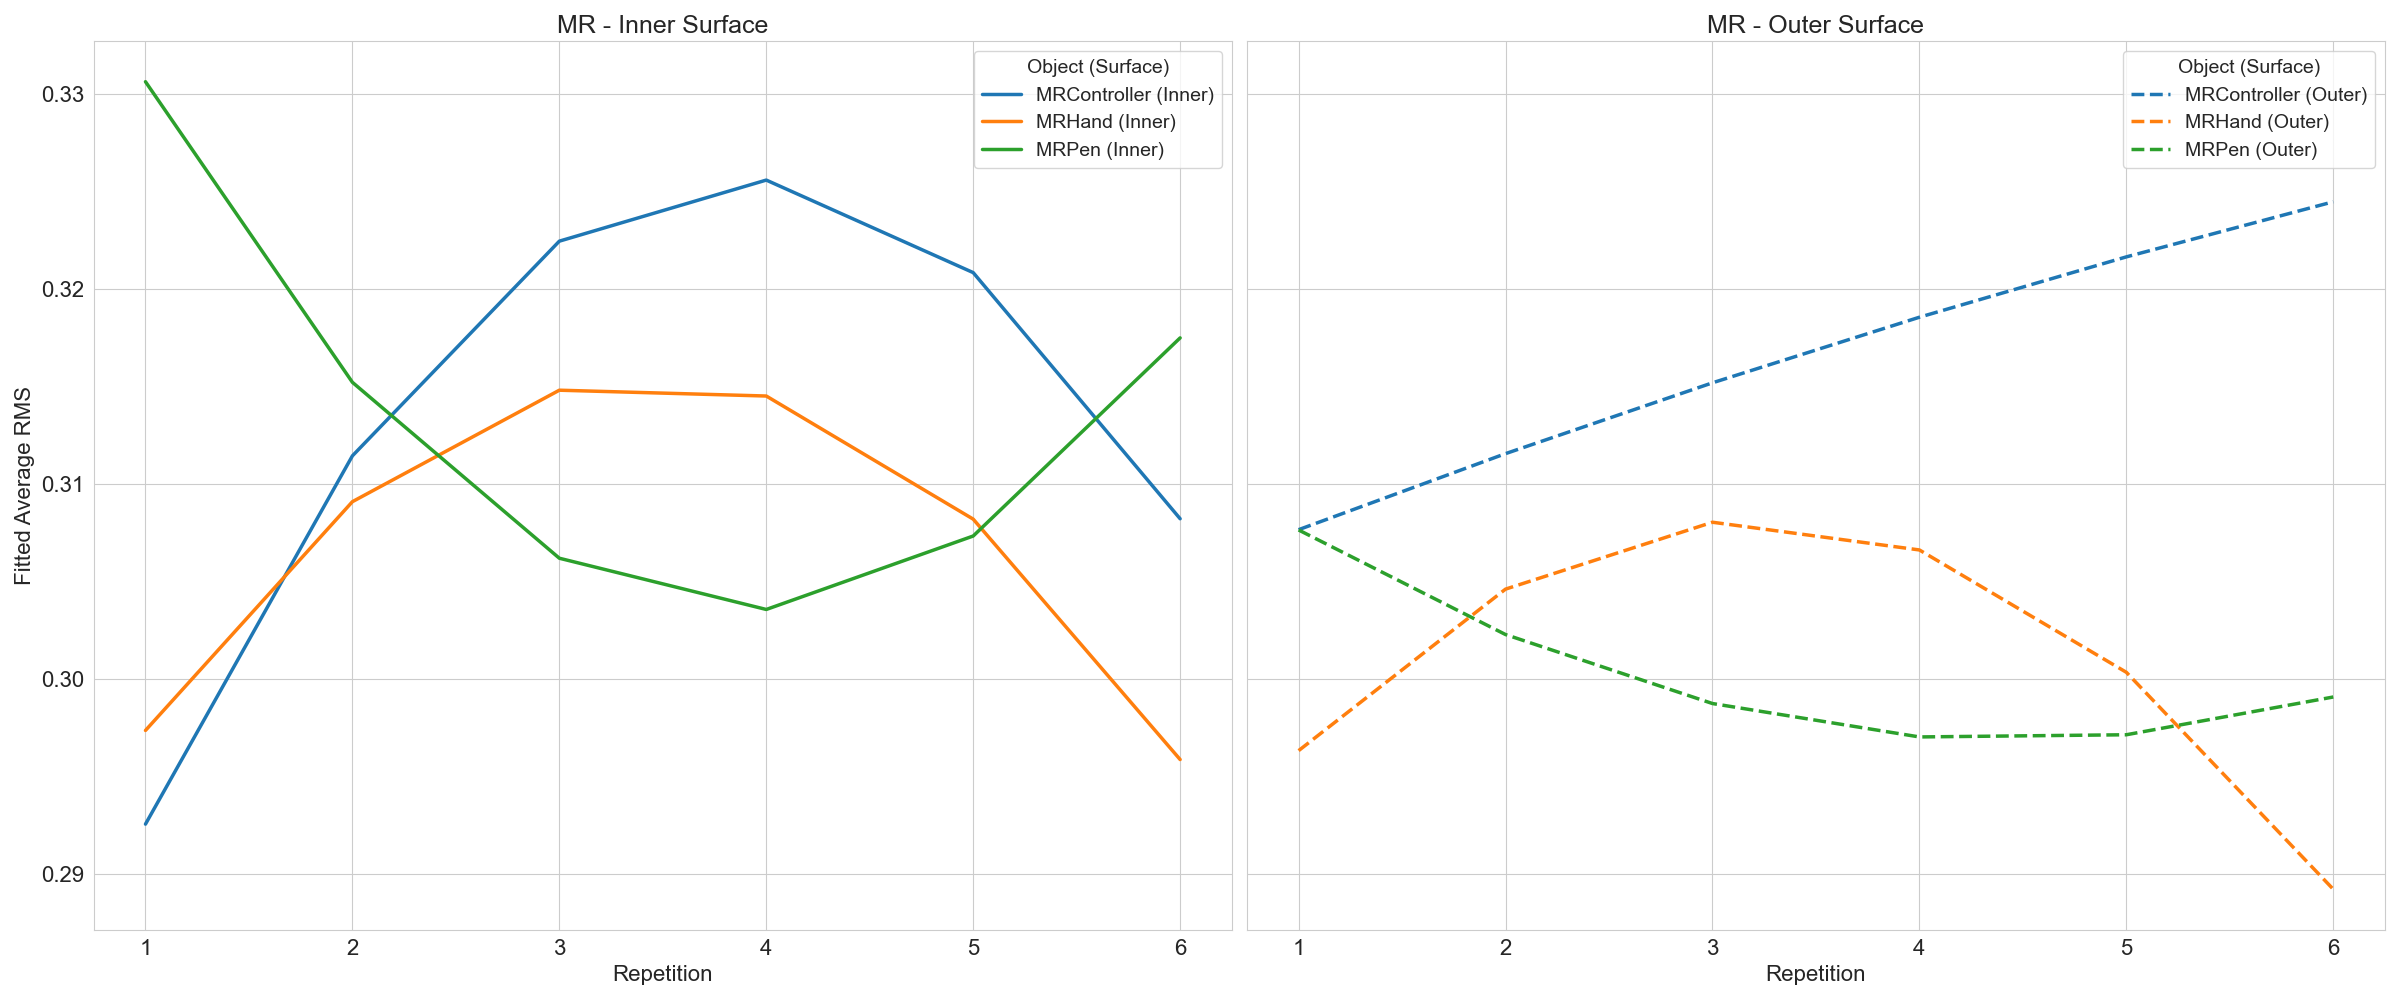 MR - Inner Surface
Object (Surface)
MRController (Inner)
MRHand (Inner)
MRPen (Inner)
Fitted Average RMS
0.33
0.32
0.31
0.30
0.29
1 2 3 4 5 6
Repetition
MR - Outer Surface
Object (Surface)
MRController (Outer)
MRHand (Outer)
MRPen (Outer)
1 2 3 4 5 6
Repetition